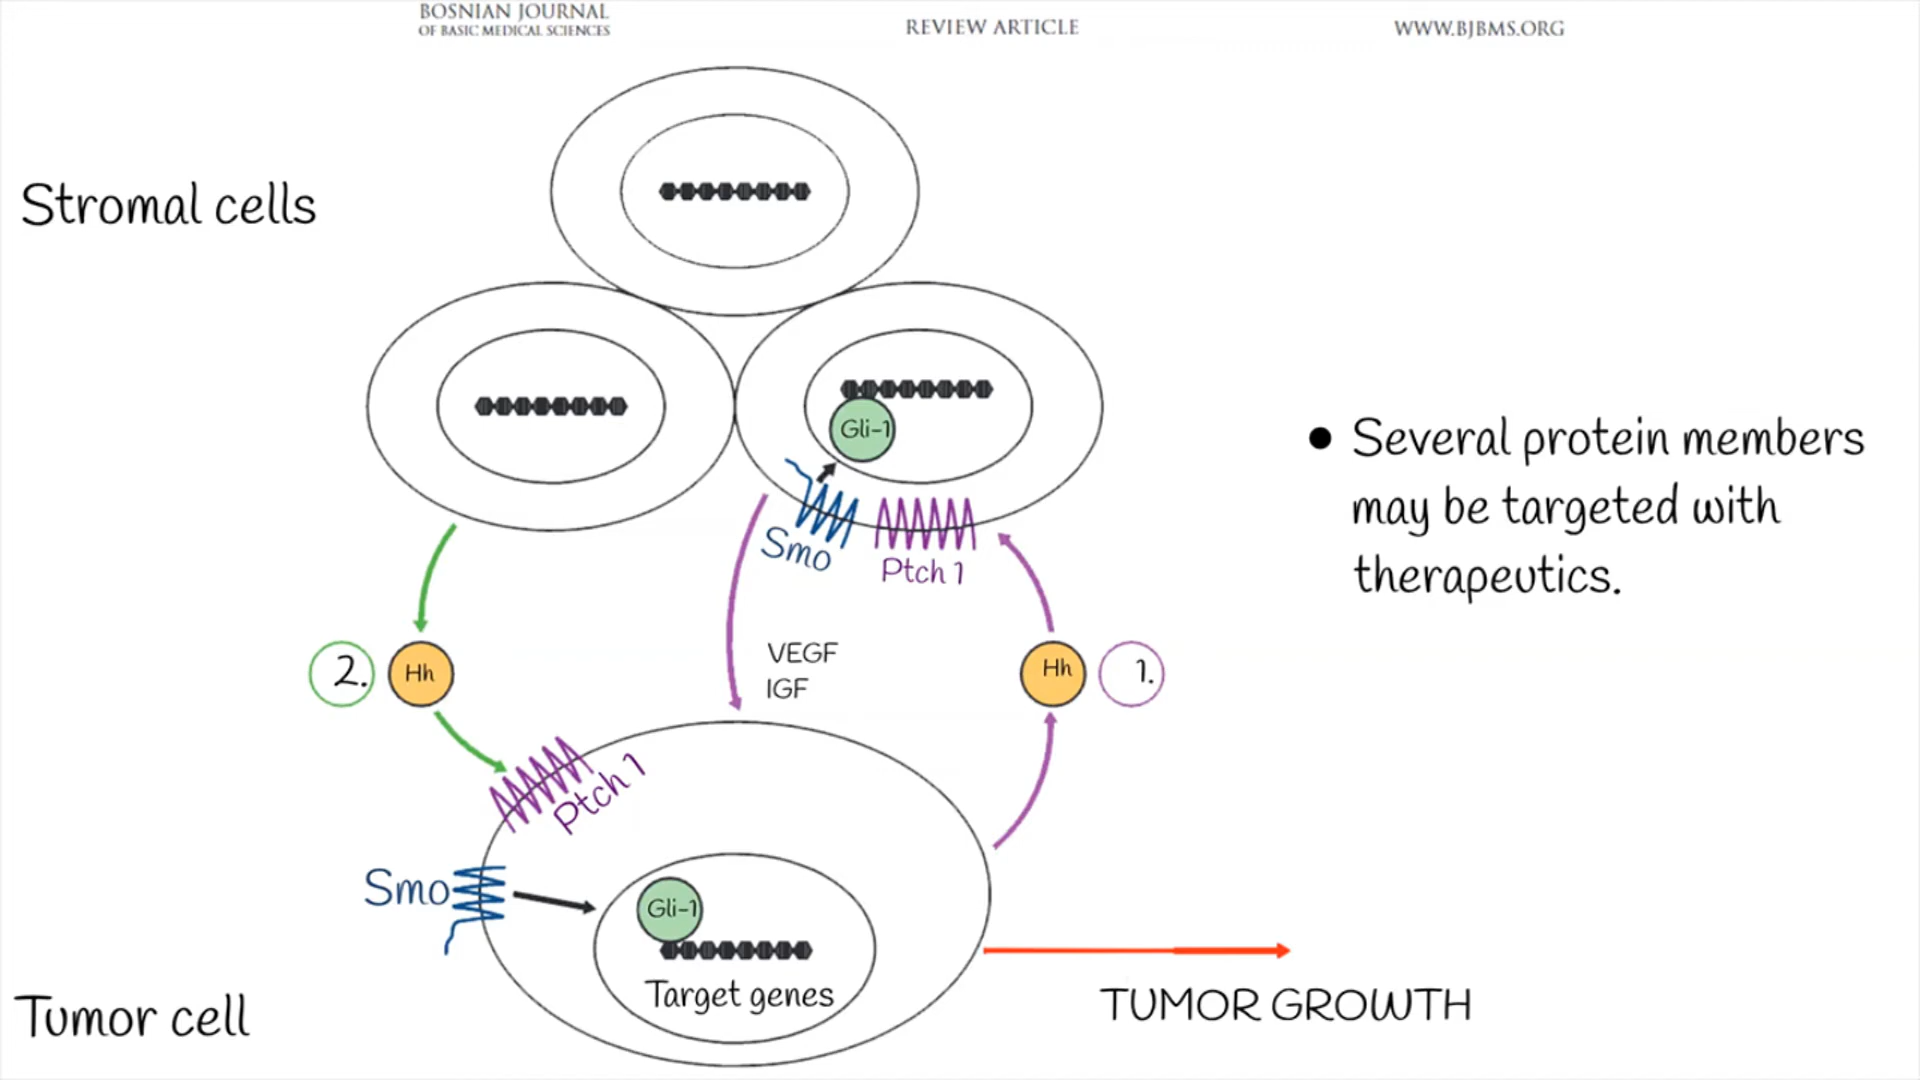 BOSNIAN JOURNAL
OF BASIC MEDICAL SCIENCES
REVIEW ARTICLE
WWW.BJBMS.ORG
Stromal cells
Gli-1
Smo
Ptch 1
• Several protein members
may be targeted with
therapeutics.
2.
Hh
VEGF
IGF
Hh
1.
Ptch 1
Smo
Gli-1
Target genes
Tumor cell
TUMOR GROWTH